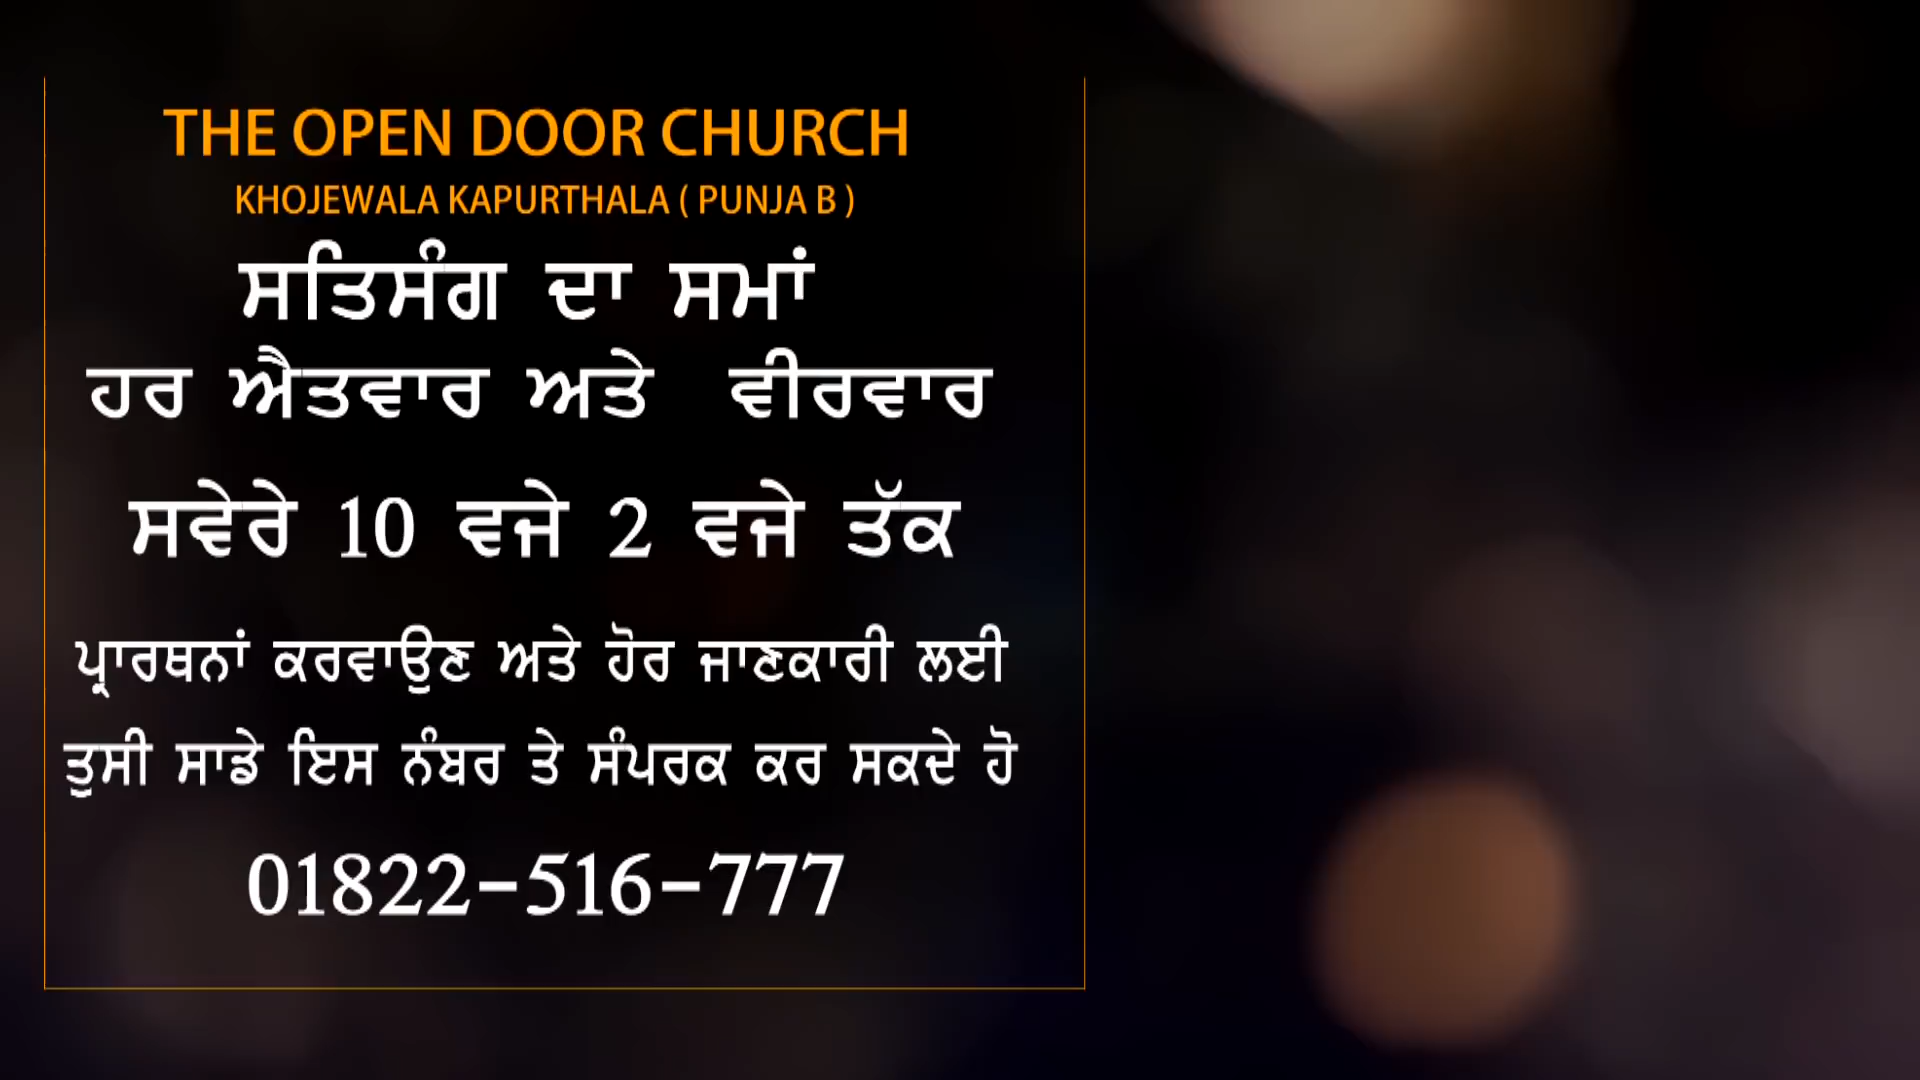 THE OPEN DOOR CHURCH
KHOJEWALA KAPURTHALA ( PUNJA B )
ਸਤਿਸੰਗ ਦਾ ਸਮਾਂ
ਹਰ ਐਤਵਾਰ ਅਤੇ ਵੀਰਵਾਰ
ਸਵੇਰੇ 10 ਵਜੇ 2 ਵਜੇ ਤੱਕ
ਪ੍ਰਾਰਥਨਾਂ ਕਰਵਾਉਣ ਅਤੇ ਹੋਰ ਜਾਣਕਾਰੀ ਲਈ
ਤੁਸੀ ਸਾਡੇ ਇਸ ਨੰਬਰ ਤੇ ਸੰਪਰਕ ਕਰ ਸਕਦੇ ਹੋ
01822-516-777